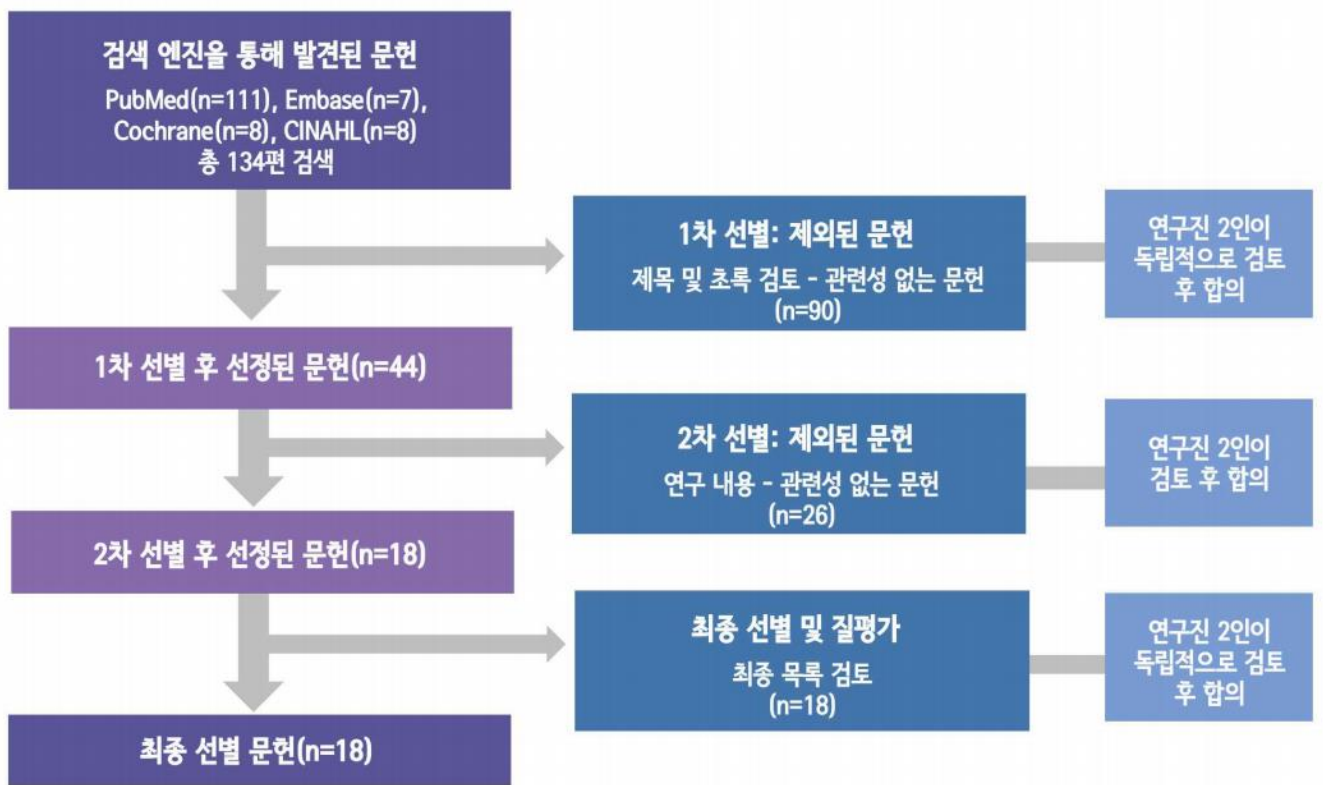 검색 엔진을 통해 발견된 문헌
PubMed(n=111), Embase(n=7),
Cochrane(n=8), CINAHL(n=8)
총 134편 검색
1차 선별: 제외된 문헌
제목 및 초록 검토 - 관련성 없는 문헌
(n=90)
연구진 2인이
독립적으로 검토
후 합의
1차 선별 후 선정된 문헌(n=44)
2차 선별: 제외된 문헌
연구 내용 - 관련성 없는 문헌
(n=26)
연구진 2인이
검토 후 합의
2차 선별 후 선정된 문헌(n=18)
최종 선별 및 질평가
최종 목록 검토
(n=18)
연구진 2인이
독립적으로 검토
후 합의
최종 선별 문헌(n=18)